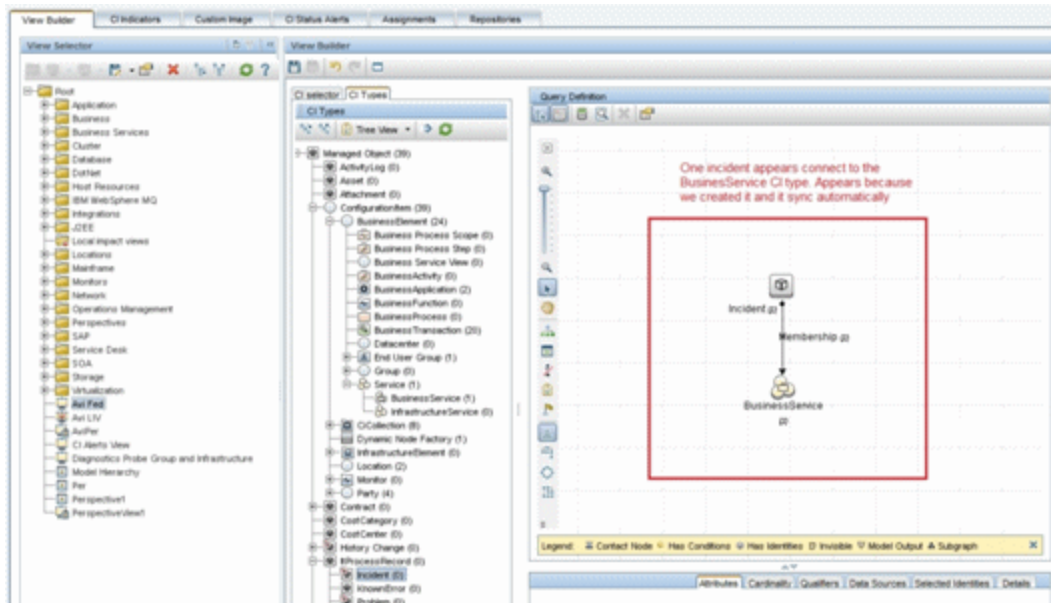 View Builder
CI Indicators
Custom Image
CI Status Alerts
Assignments
Repositories
View Selector
Root
Application
Business
Business Services
Cluster
Database
DotNet
Host Resources
IBM WebSphere MQ
Integrations
J2EE
Local impact views
Locations
Mainframe
Monitors
Network
Operations Management
Perspectives
SAP
Service Desk
SOA
Storage
Virtualization
Avi Fed
Avi LIV
AviPer
CI Alerts View
Diagnostics Probe Group and Infrastructure
Model Hierarchy
Per
Perspective1
PerspectiveView1
View Builder
CI selector
CI Types
CI Types
Tree View
Managed Object (39)
ActivityLog (0)
Asset (0)
Attachment (0)
ConfigurationItem (39)
BusinessElement (24)
Business Process Scope (0)
Business Process Step (0)
Business Service View (0)
BusinessActivity (0)
BusinessApplication (2)
BusinessFunction (0)
BusinessProcess (0)
BusinessTransaction (20)
Datacenter (0)
End User Group (1)
Group (0)
Service (1)
BusinessService (1)
InfrastructureService (0)
CiCollection (8)
Dynamic Node Factory (1)
InfrastructureElement (0)
Location (2)
Monitor (0)
Party (4)
Contract (0)
CostCategory (0)
CostCenter (0)
History Change (0)
ItProcessRecord (0)
Incident (0)
KnownError (0)
Problem (0)
Query Definition
One incident appears connect to the
BusinesService CI type. Appears because
we created it and it sync automatically
Incident
Membership
BusinessService
Legend: Contact Node Has Conditions Has Identities Invisible Model Output Subgraph
Attributes
Cardinality
Qualifiers
Data Sources
Selected Identities
Details